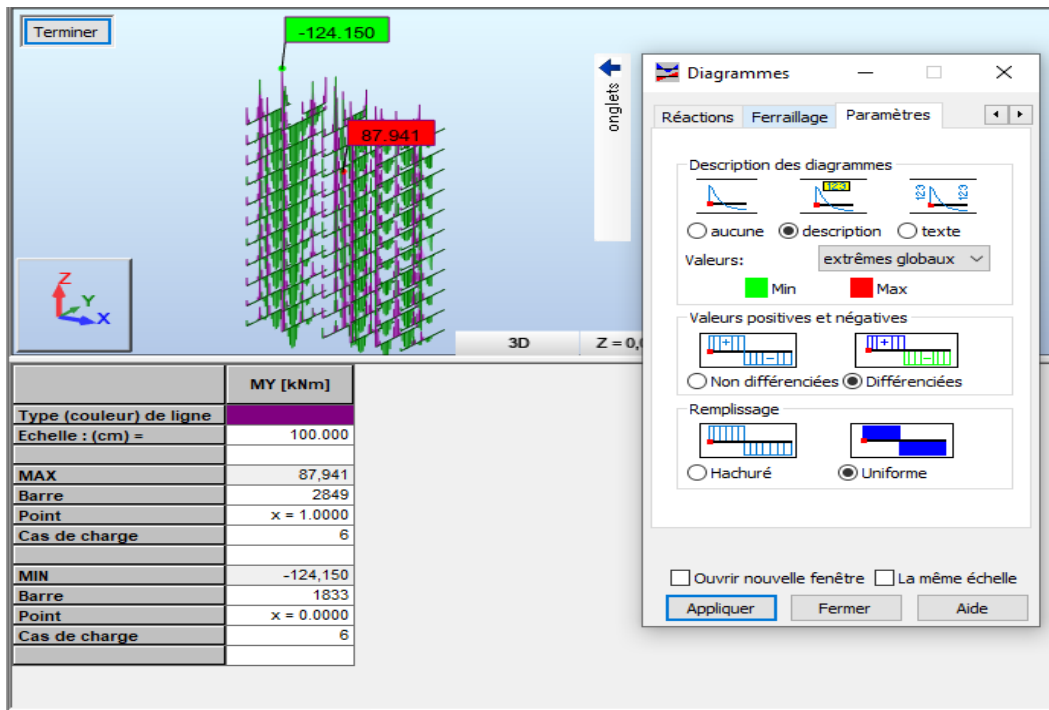 Terminer
-124.150
87.941
onglets
Z
Y
X
3D
Z = 0,0
Diagrammes
Réactions Ferraillage Paramètres
Description des diagrammes
123
123 123
aucune description texte
Valeurs: extrêmes globaux
Min Max
Valeurs positives et négatives
Non différenciées Différenciées
Remplissage
Hachuré Uniforme
Ouvrir nouvelle fenêtre La même échelle
Appliquer Fermer Aide
MY [kNm]
Type (couleur) de ligne
Echelle : (cm) = 100.000
MAX 87,941
Barre 2849
Point x = 1.0000
Cas de charge 6
MIN -124,150
Barre 1833
Point x = 0.0000
Cas de charge 6